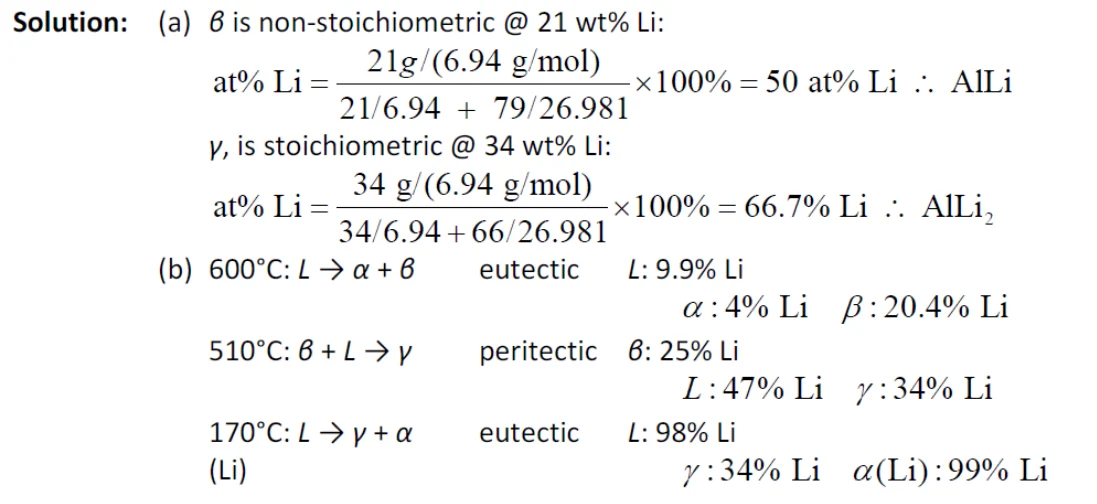 Solution: (a) β is non-stoichiometric @ 21 wt% Li:
at% Li = 21g/(6.94 g/mol) / 21/6.94 + 79/26.981 ×100% = 50 at% Li ∴ AlLi
γ, is stoichiometric @ 34 wt% Li:
at% Li = 34 g/(6.94 g/mol) / 34/6.94+66/26.981 ×100% = 66.7% Li ∴ AlLi₂
(b) 600°C: L → α + β eutectic L: 9.9% Li
α : 4% Li β : 20.4% Li
510°C: β + L → γ peritectic β: 25% Li
L : 47% Li γ : 34% Li
170°C: L → γ + α eutectic L: 98% Li
(Li) γ : 34% Li α(Li) : 99% Li